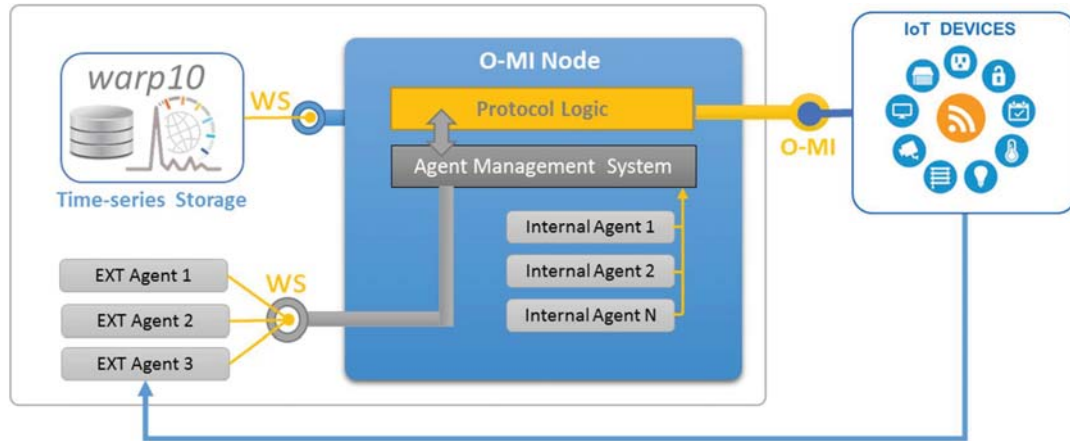 IoT DEVICES
O-MI Node
warp10
WS
Protocol Logic
O-MI
Agent Management System
Time-series Storage
Internal Agent 1
Internal Agent 2
Internal Agent N
EXT Agent 1
WS
EXT Agent 2
EXT Agent 3